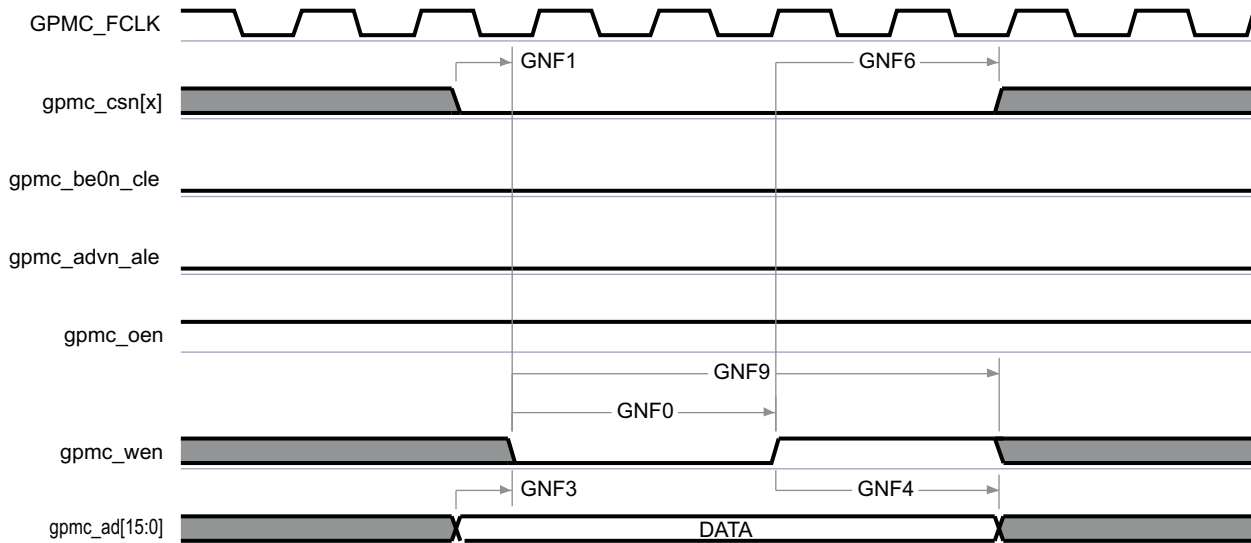 GPMC_FCLK
GNF1
GNF6
gpmc_csn[x]
gpmc_be0n_cle
gpmc_advn_ale
gpmc_oen
GNF9
GNF0
gpmc_wen
GNF3
GNF4
gpmc_ad[15:0]
DATA